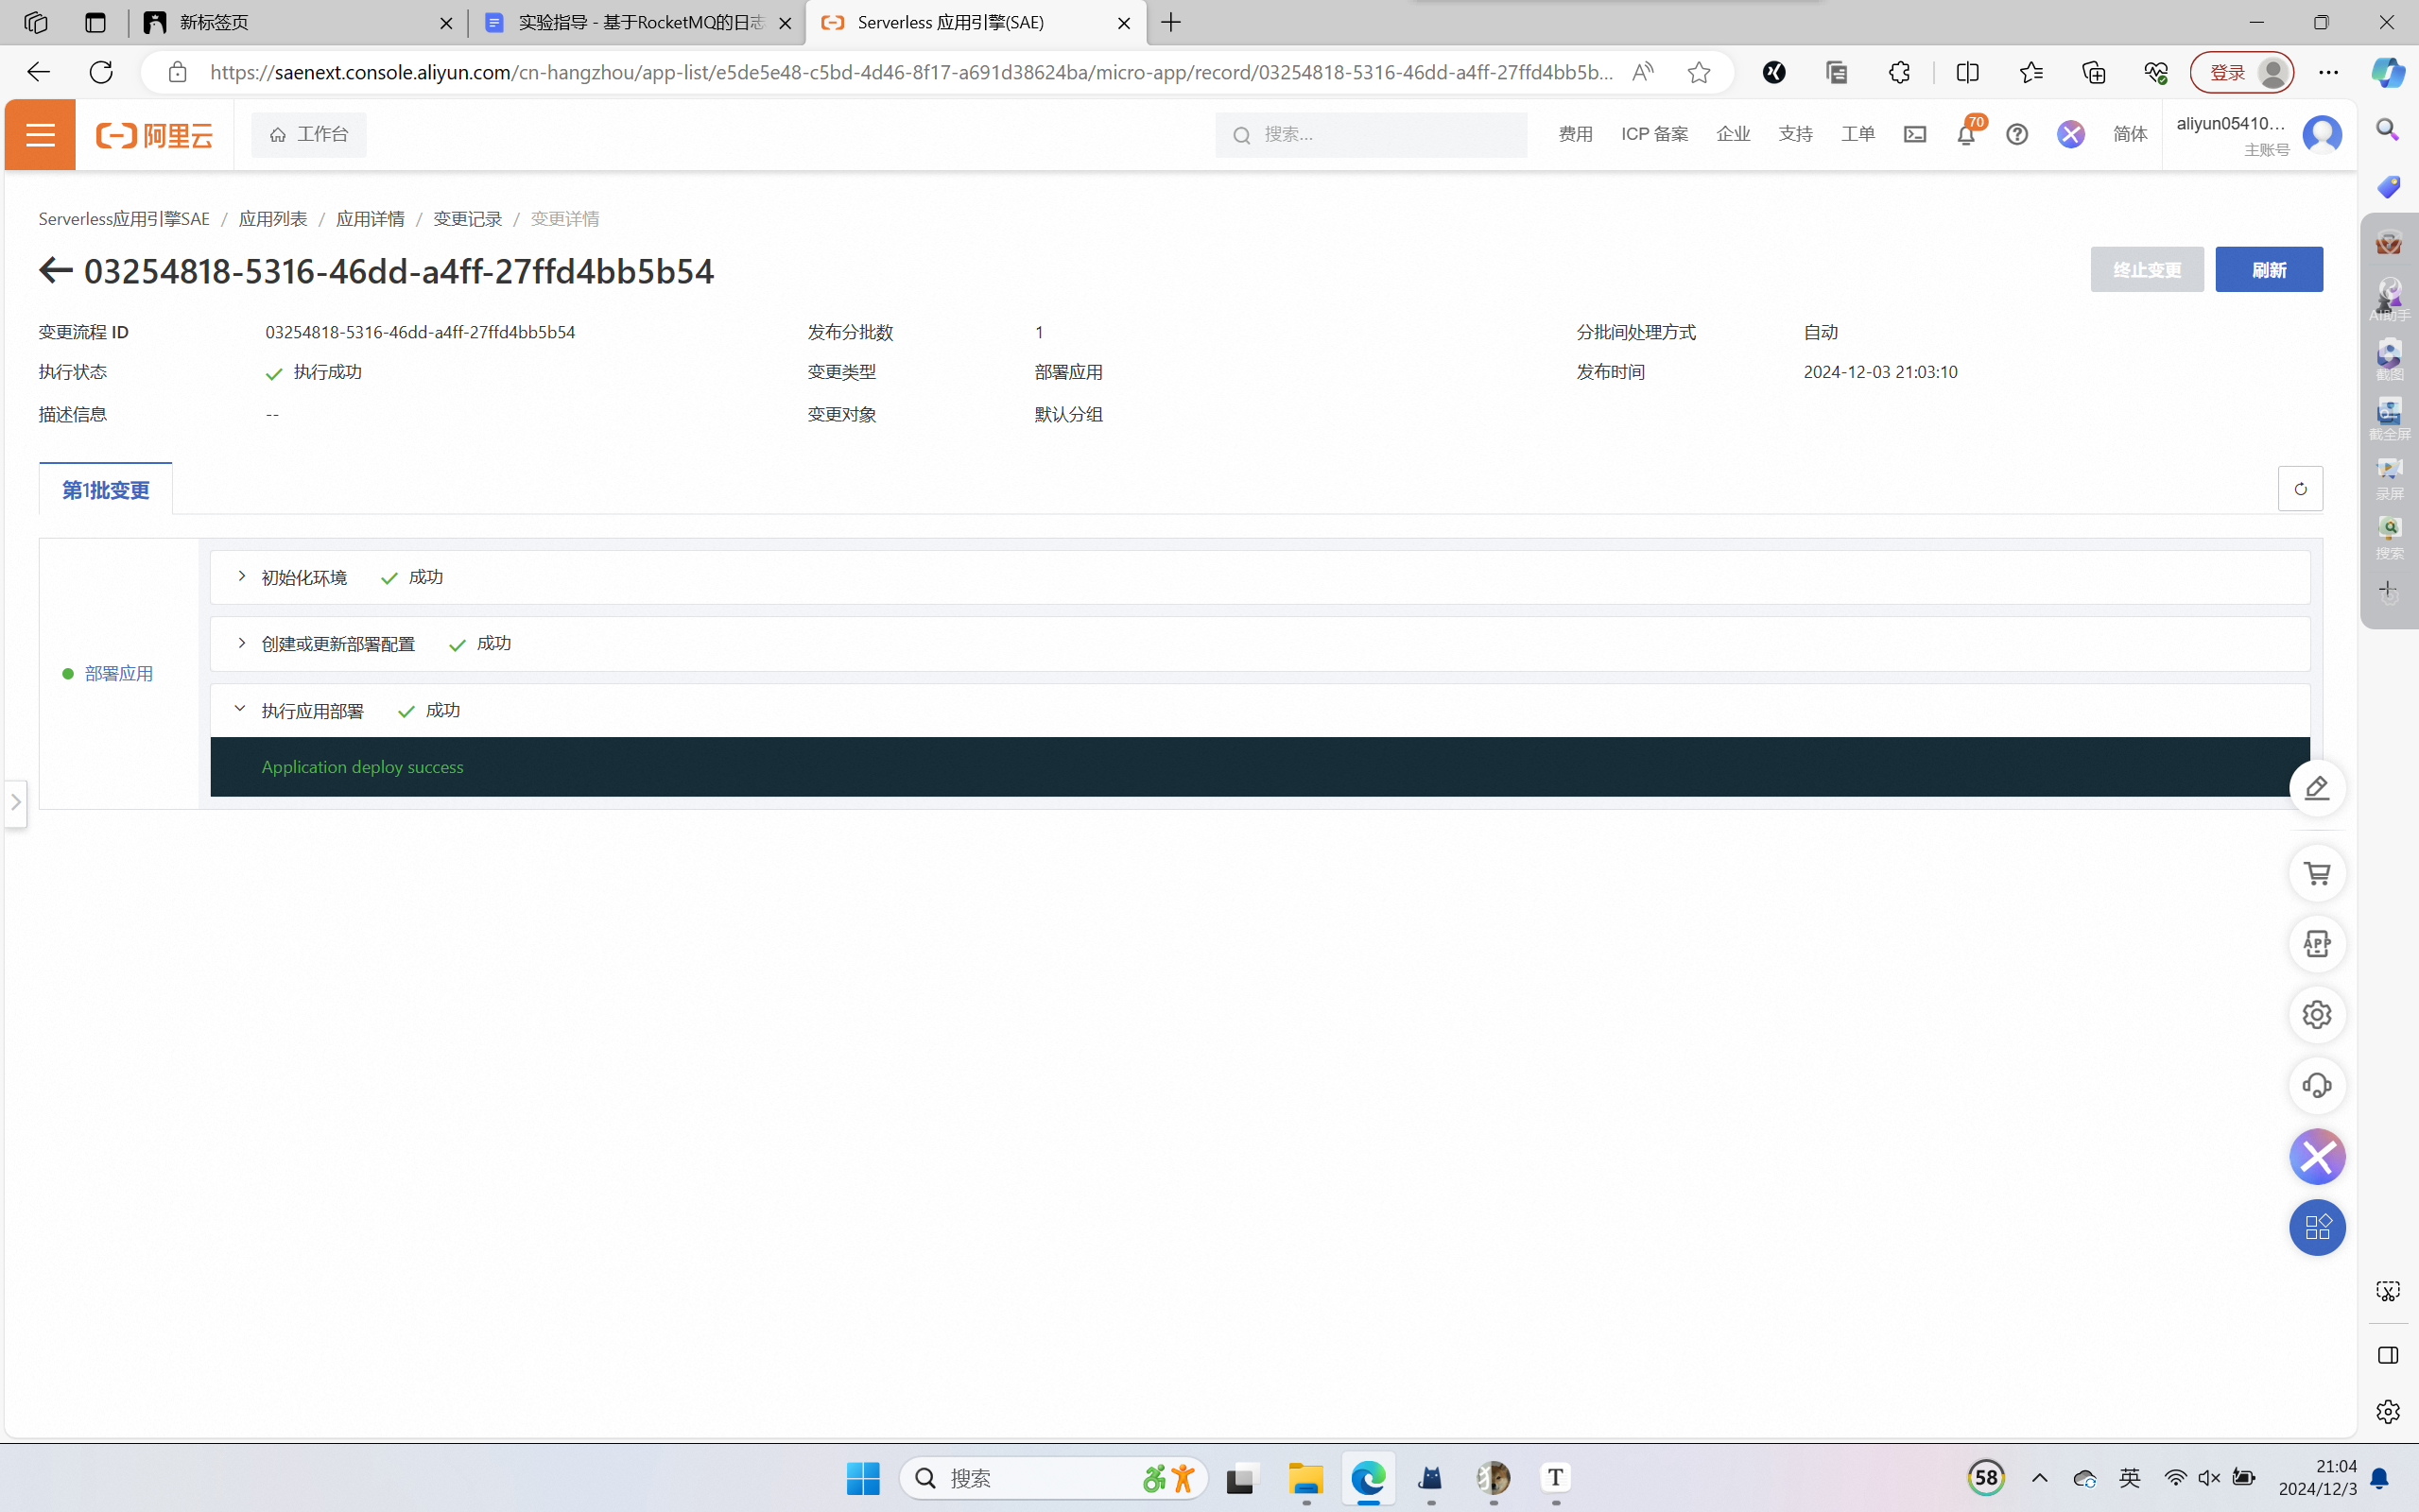 新标签页
实验指导 - 基于RocketMQ的日志
Serverless 应用引擎(SAE)
https://saenext.console.aliyun.com/cn-hangzhou/app-list/e5de5e48-c5bd-4d46-8f17-a691d38624ba/micro-app/record/03254818-5316-46dd-a4ff-27ffd4bb5b...
登录
阿里云
工作台
搜索...
费用 ICP 备案 企业 支持 工单 70 简体
aliyun05410...
主账号
Serverless应用引擎SAE / 应用列表 / 应用详情 / 变更记录 / 变更详情
03254818-5316-46dd-a4ff-27ffd4bb5b54
终止变更 刷新
变更流程 ID 03254818-5316-46dd-a4ff-27ffd4bb5b54 发布分批数 1 分批间处理方式 自动
执行状态 执行成功 变更类型 部署应用 发布时间 2024-12-03 21:03:10
描述信息 -- 变更对象 默认分组
第1批变更
部署应用
初始化环境 成功
创建或更新部署配置 成功
执行应用部署 成功
Application deploy success
AI助手
截图
截全屏
录屏
搜索
APP
搜索
T
58
英
21:04
2024/12/3